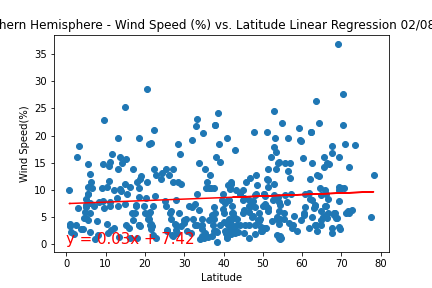 hern Hemisphere - Wind Speed (%) vs. Latitude Linear Regression 02/08
35
30
25
20
15
10
5
0
Wind Speed(%)
y = 0.03x + 7.42
0 10 20 30 40 50 60 70 80
Latitude